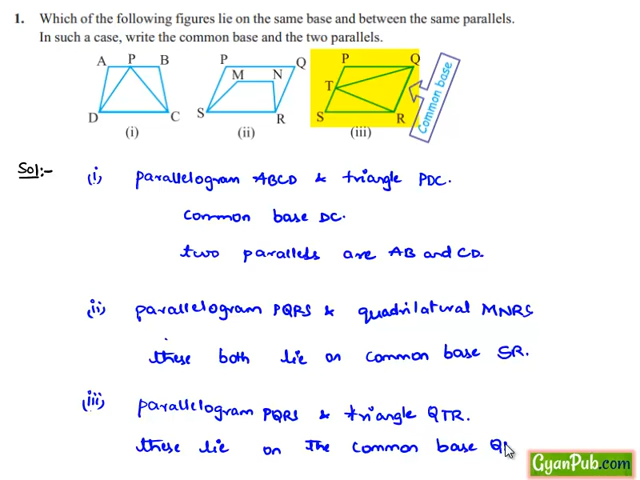 1. Which of the following figures lie on the same base and between the same parallels.
In such a case, write the common base and the two parallels.
A P B
D C
(i)
P Q
M N
S R
(ii)
P Q
T
S R
(iii)
Common base
Sol:-
(i) parallelogram ABCD & triangle PDC.
common base DC.
two parallels are AB and CD.
(ii) parallelogram PQRS & quadrilatural MNRS
these both lie on common base SR.
(iii) parallelogram PQRS & triangle QTR.
these lie on the common base Q
GyanPub.com